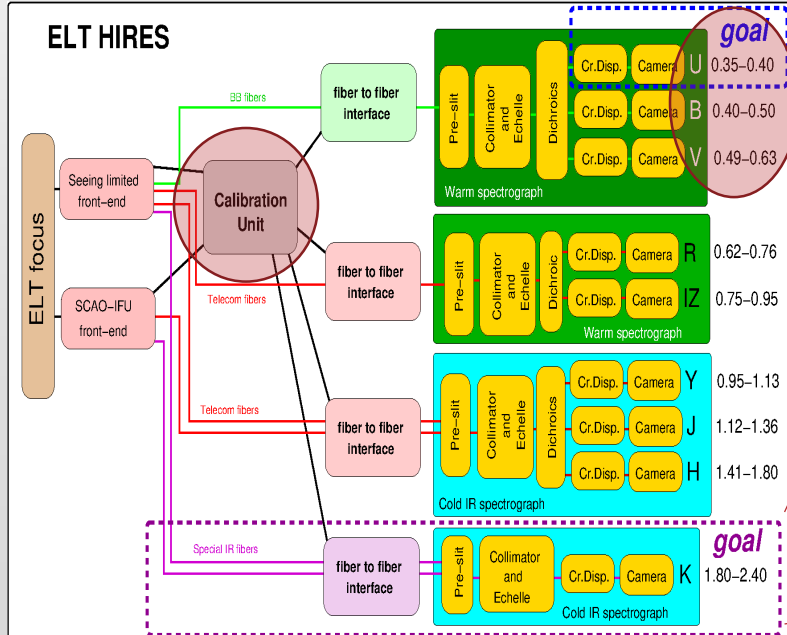 ELT HIRES
goal
ELT focus
Seeing limited
front-end
SCAO-IFU
front-end
Calibration
Unit
BB fibers
Telecom fibers
Telecom fibers
Special IR fibers
fiber to fiber
interface
Pre-slit
Collimator
and
Echelle
Dichroics
Cr.Disp.
Camera
U
0.35-0.40
Cr.Disp.
Camera
B
0.40-0.50
Cr.Disp.
Camera
V
0.49-0.63
Warm spectrograph
fiber to fiber
interface
Pre-slit
Collimator
and
Echelle
Dichroic
Cr.Disp.
Camera
R
0.62-0.76
Cr.Disp.
Camera
IZ
0.75-0.95
Warm spectrograph
fiber to fiber
interface
Pre-slit
Collimator
and
Echelle
Dichroics
Cr.Disp.
Camera
Y
0.95-1.13
Cr.Disp.
Camera
J
1.12-1.36
Cr.Disp.
Camera
H
1.41-1.80
Cold IR spectrograph
goal
fiber to fiber
interface
Pre-slit
Collimator
and
Echelle
Cr.Disp.
Camera
K
1.80-2.40
Cold IR spectrograph